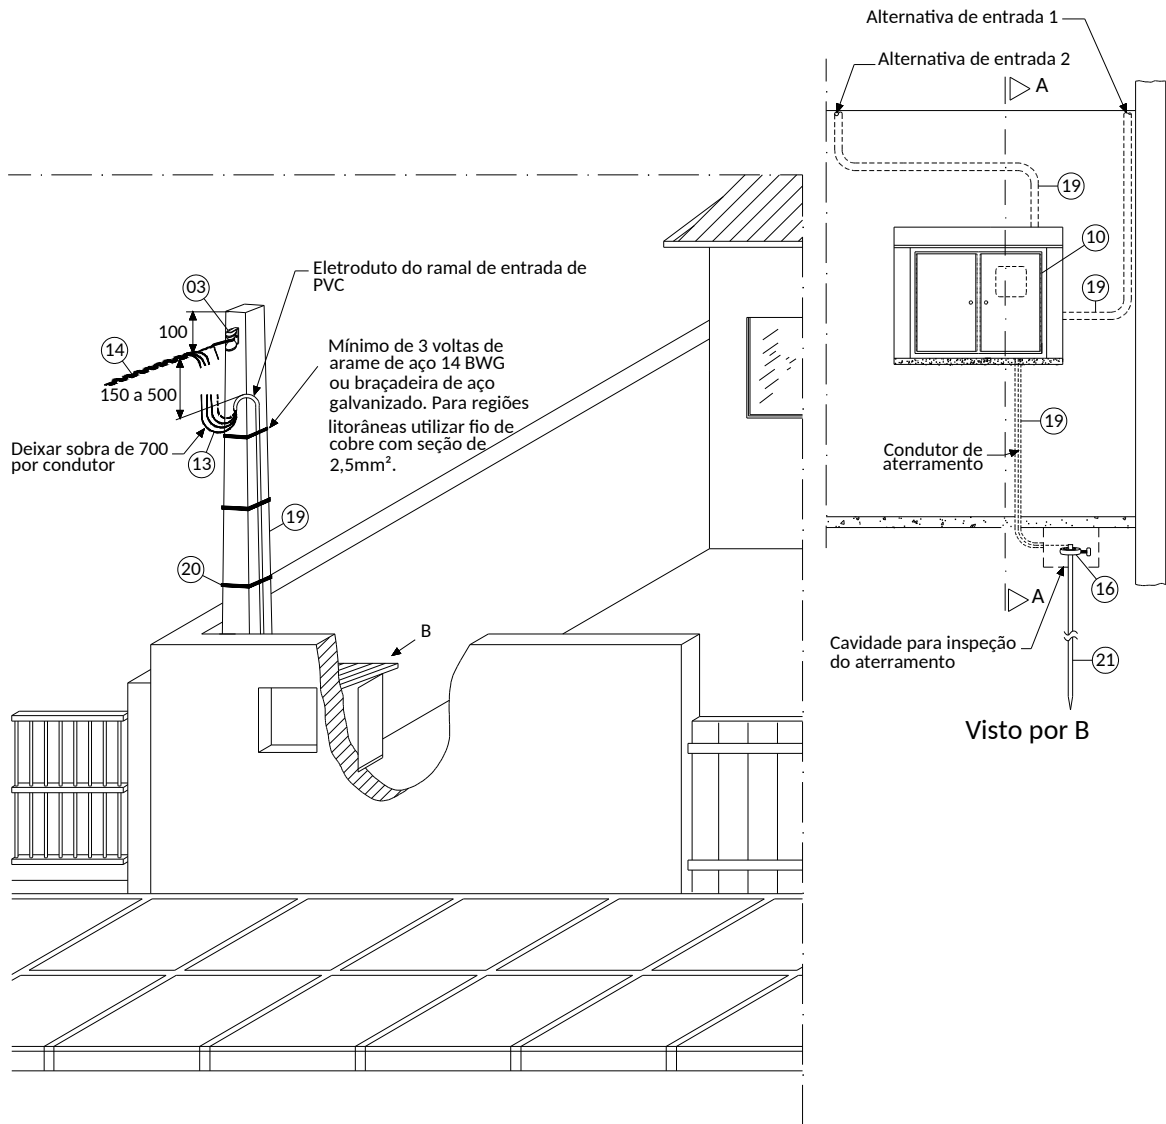 Alternativa de entrada 1
Alternativa de entrada 2
A
19
10
19
Eletroduto do ramal de entrada de
PVC
03
100
14
150 a 500
Mínimo de 3 voltas de
arame de aço 14 BWG
ou braçadeira de aço
galvanizado. Para regiões
litorâneas utilizar fio de
cobre com seção de
2,5mm².
Deixar sobra de 700
por condutor
13
19
20
B
19
Condutor de
aterramento
A
16
Cavidade para inspeção
do aterramento
21
Visto por B